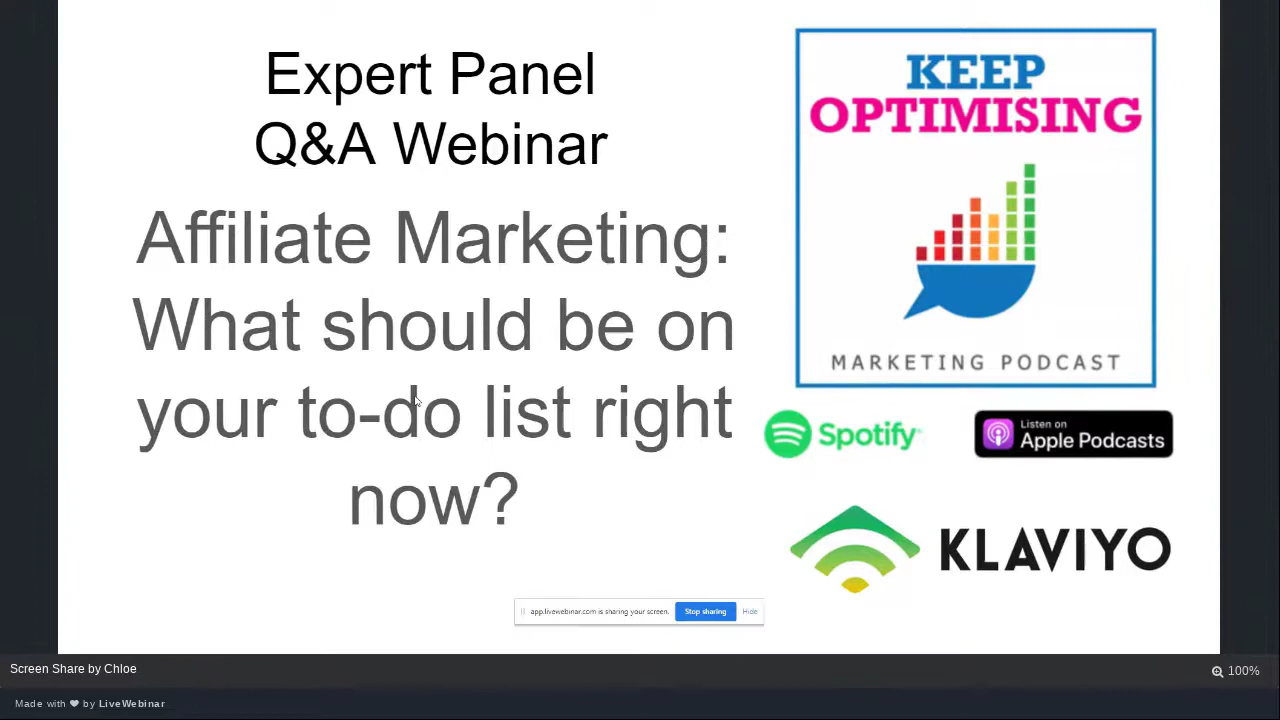 Expert Panel
Q&A Webinar
Affiliate Marketing:
What should be on
your to-do list right
now?
KEEP
OPTIMISING
MARKETING PODCAST
Spotify
Listen on
Apple Podcasts
KLAVIYO
app.livewebinar.com is sharing your screen. Stop sharing Hide
Screen Share by Chloe
100%
Made with ❤ by LiveWebinar